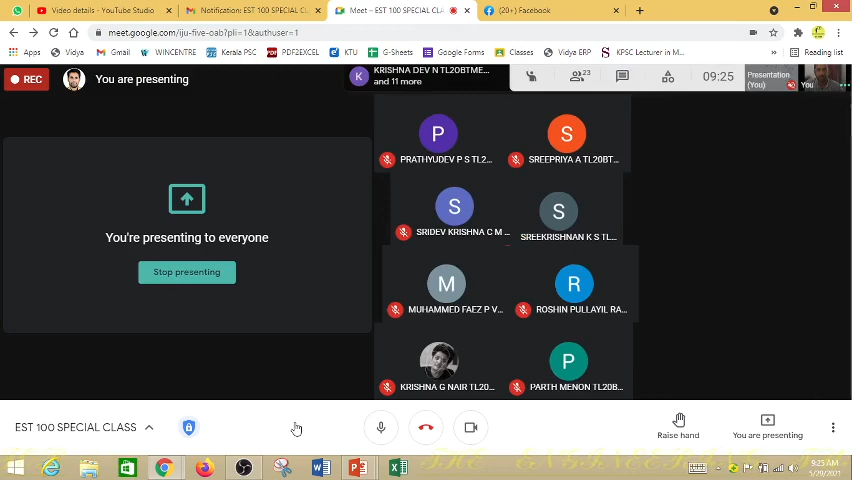 Video details - YouTube Studio
Notification: EST 100 SPECIAL CL
Meet – EST 100 SPECIAL CL
(20+) Facebook
meet.google.com/iju-five-oab?pli=1&authuser=1
Apps
Vidya
Gmail
WINCENTRE
Kerala PSC
PDF2EXCEL
KTU
G-Sheets
Google Forms
Classes
Vidya ERP
KPSC Lecturer in M...
»
Reading list
REC
You are presenting
K
KRISHNA DEV N TL20BTME...
and 11 more
23
09:25
Presentation
(You)
You
P
PRATHYUDEV P S TL2...
S
SREEPRIYA A TL20BT...
S
SRIDEV KRISHNA C M ...
S
SREEKRISHNAN K S TL...
You're presenting to everyone
Stop presenting
M
MUHAMMED FAEZ P V...
R
ROSHIN PULLAYIL RA...
KRISHNA G NAIR TL20...
P
PARTH MENON TL20B...
EST 100 SPECIAL CLASS
Raise hand
You are presenting
9:25 AM
5/29/2021